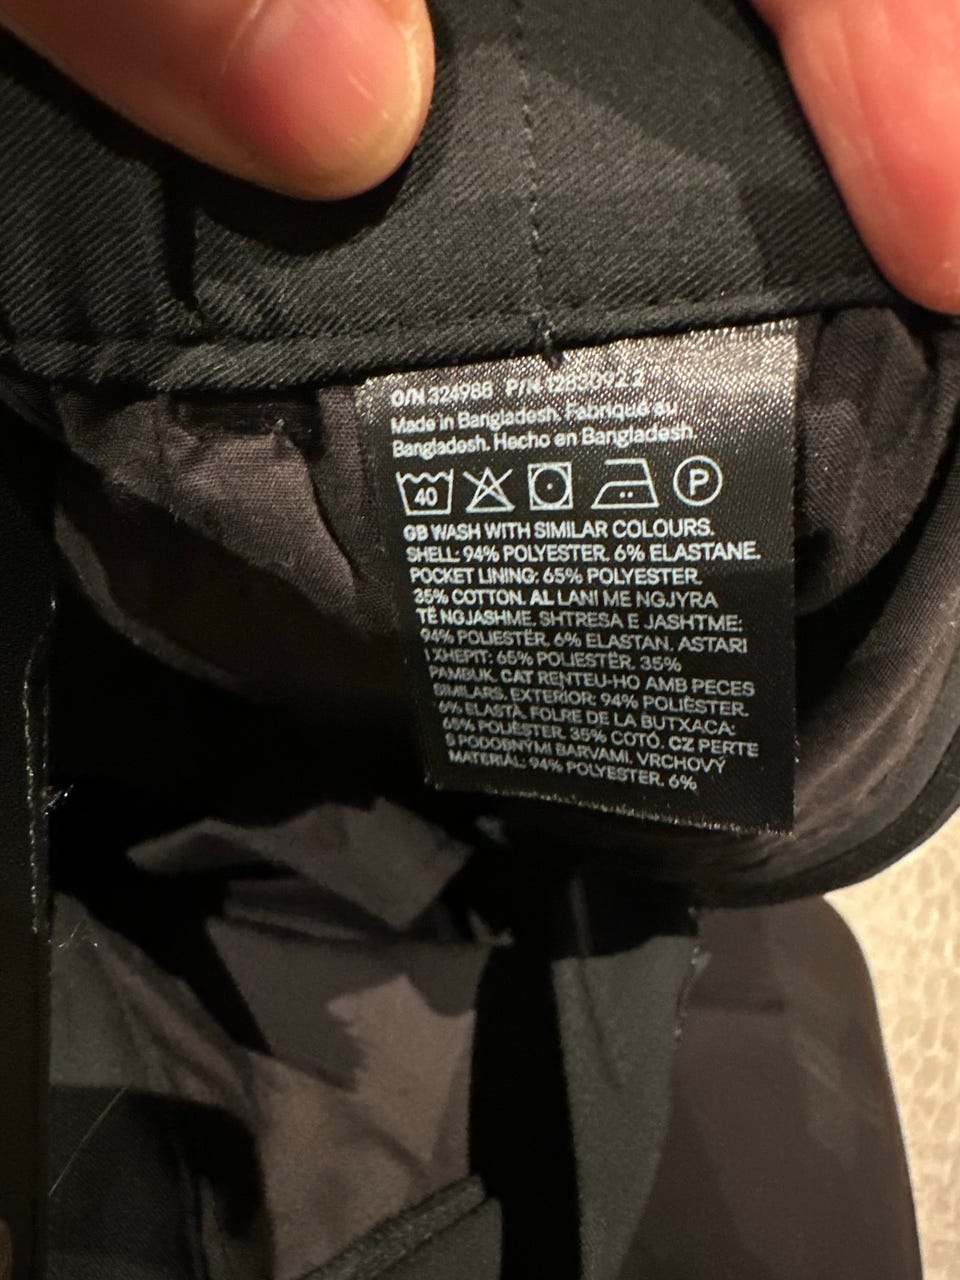 O/N 324988 P/N 1283092 2
Made in Bangladesh. Fabriqué au
Bangladesh. Hecho en Bangladesh.
40 P
GB WASH WITH SIMILAR COLOURS.
SHELL: 94% POLYESTER. 6% ELASTANE.
POCKET LINING: 65% POLYESTER.
35% COTTON. AL LANI ME NGJYRA
TË NGJASHME. SHTRESA E JASHTME:
94% POLIESTËR. 6% ELASTAN. ASTARI
I XHEPIT: 65% POLIESTËR. 35%
PAMBUK. CAT RENTEU-HO AMB PECES
SIMILARS. EXTERIOR: 94% POLIÈSTER.
6% ELASTÀ. FOLRE DE LA BUTXACA:
65% POLIÈSTER. 35% COTÓ. CZ PERTE
S PODOBNÝMI BARVAMI. VRCHOVÝ
MATERIÁL: 94% POLYESTER. 6%